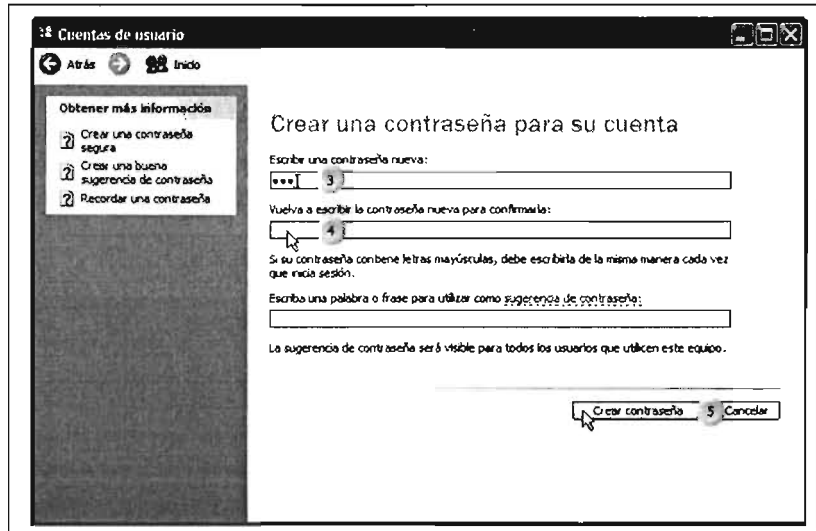 Cuentas de usuario
Atrás Inicio
Obtener más información
Crear una contraseña
segura
Crear una buena
sugerencia de contraseña
Recordar una contraseña
Crear una contraseña para su cuenta
Escribir una contraseña nueva:
3
Vuelva a escribir la contraseña nueva para confirmarla:
4
Si su contraseña contiene letras mayúsculas, debe escribirla de la misma manera cada vez
que inicia sesión.
Escriba una palabra o frase para utilizar como sugerencia de contraseña:
La sugerencia de contraseña será visible para todos los usuarios que utilicen este equipo.
Crear contraseña 5 Cancelar